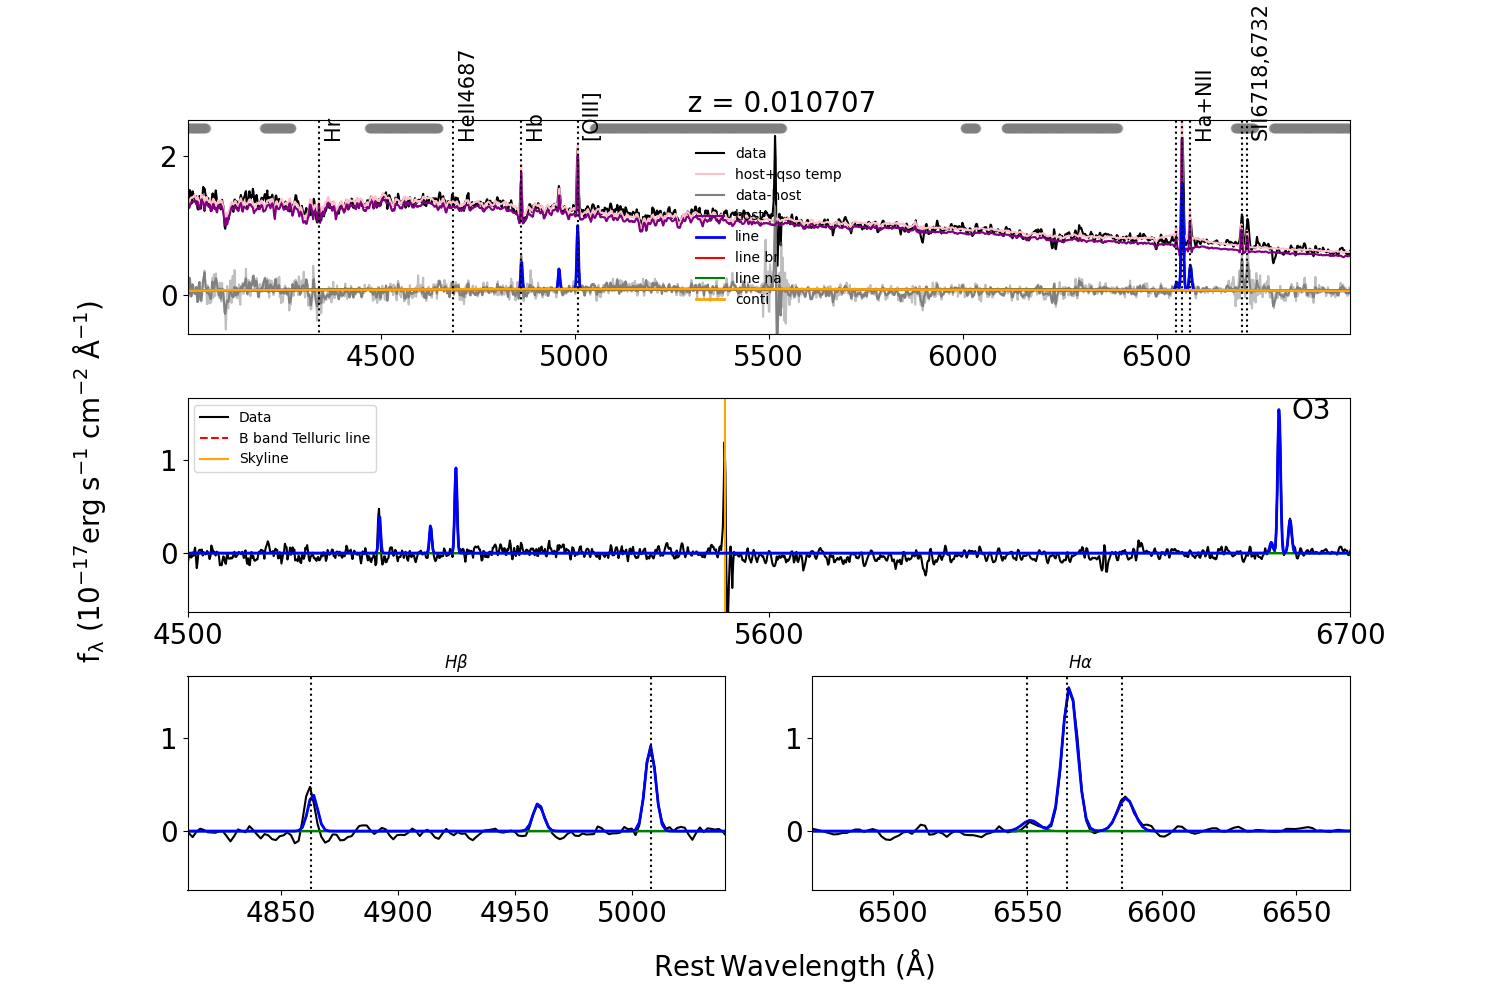 Hr
HeII4687
Hb
[OIII]
Ha+NII
SII6718,6732
z = 0.010707
data
host+qso temp
data-host
host
line
line br
line na
conti
2
0
4500 5000 5500 6000 6500
f_λ (10^−17 erg s^−1 cm^−2 Å^−1)
Data
B band Telluric line
Skyline
O3
1
0
4500 5600 6700
Hβ
1
0
4850 4900 4950 5000
Hα
1
0
6500 6550 6600 6650
Rest Wavelength (Å)